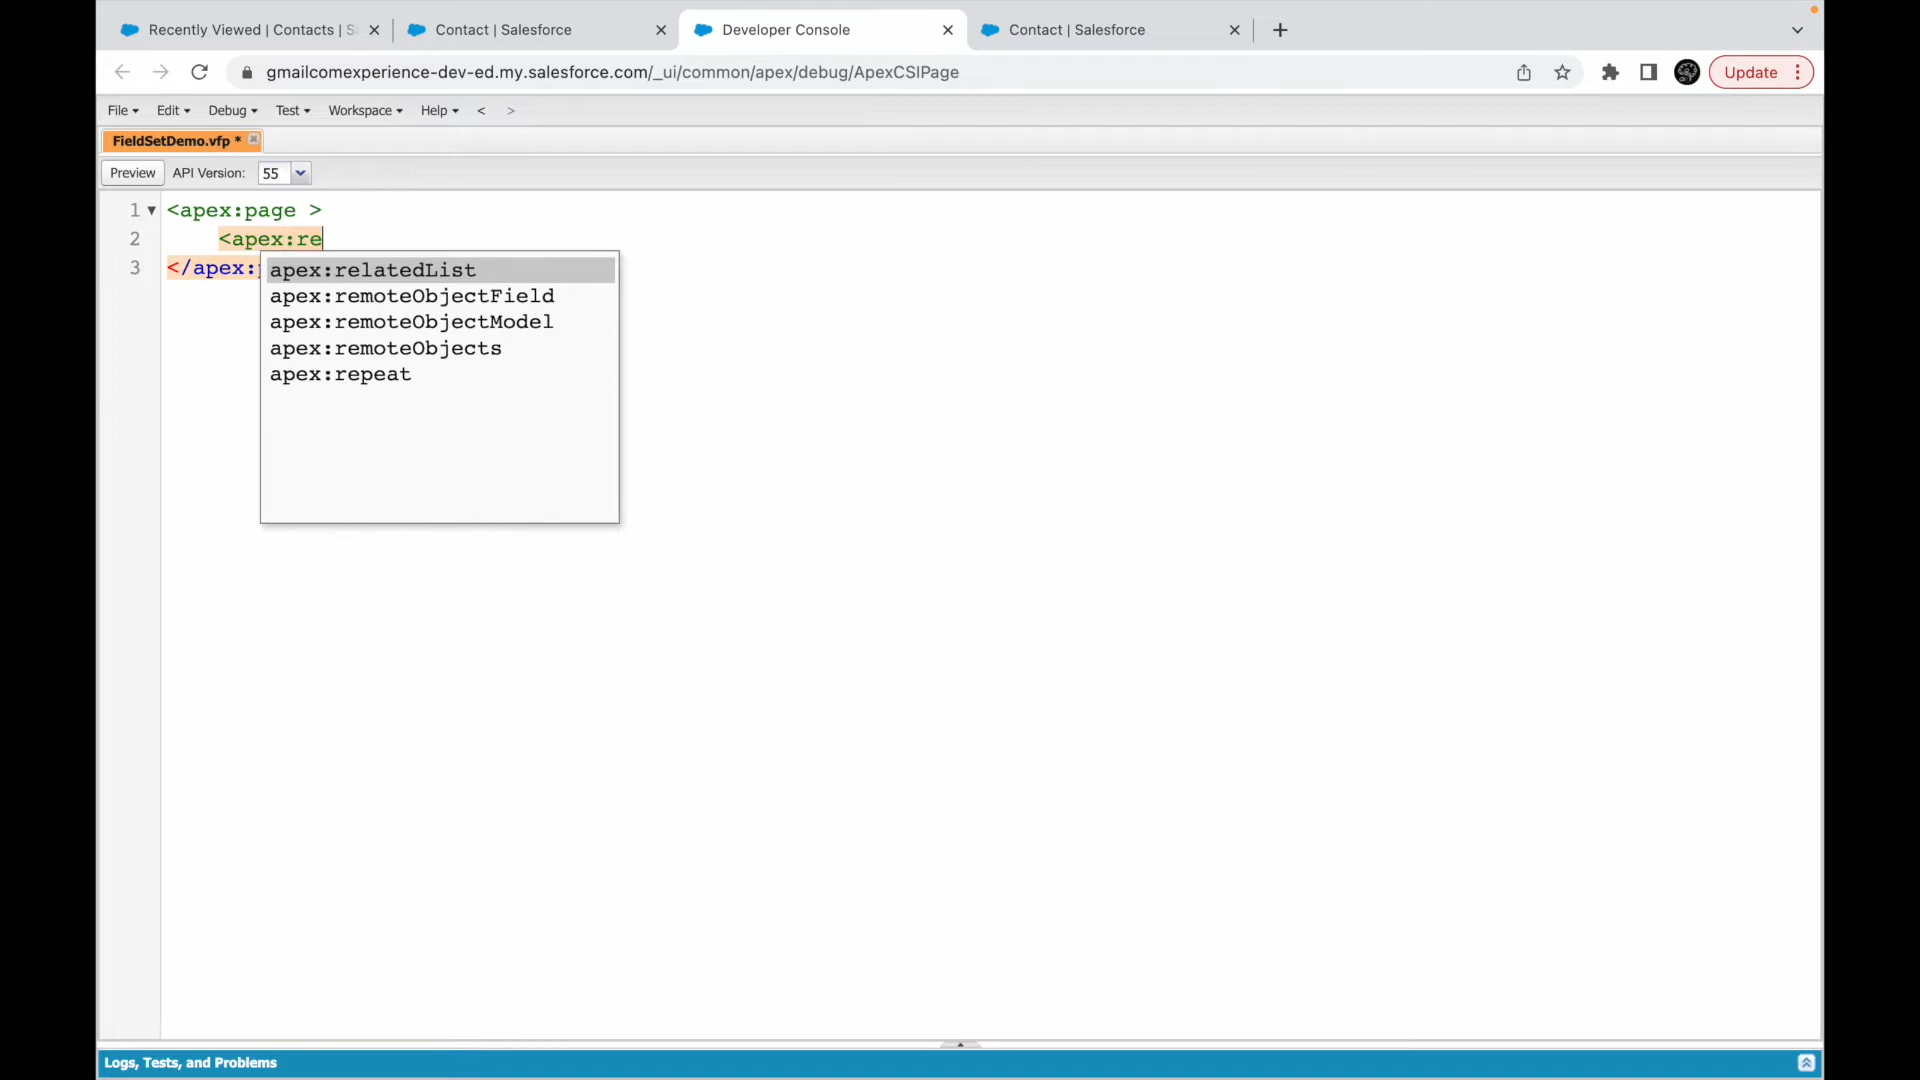 Recently Viewed | Contacts | S
Contact | Salesforce
Developer Console
Contact | Salesforce
gmailcomexperience-dev-ed.my.salesforce.com/_ui/common/apex/debug/ApexCSIPage
Update
File
Edit
Debug
Test
Workspace
Help
<
>
FieldSetDemo.vfp *
Preview
API Version:
55
1 <apex:page >
2 <apex:re
3 </apex:
apex:relatedList
apex:remoteObjectField
apex:remoteObjectModel
apex:remoteObjects
apex:repeat
Logs, Tests, and Problems